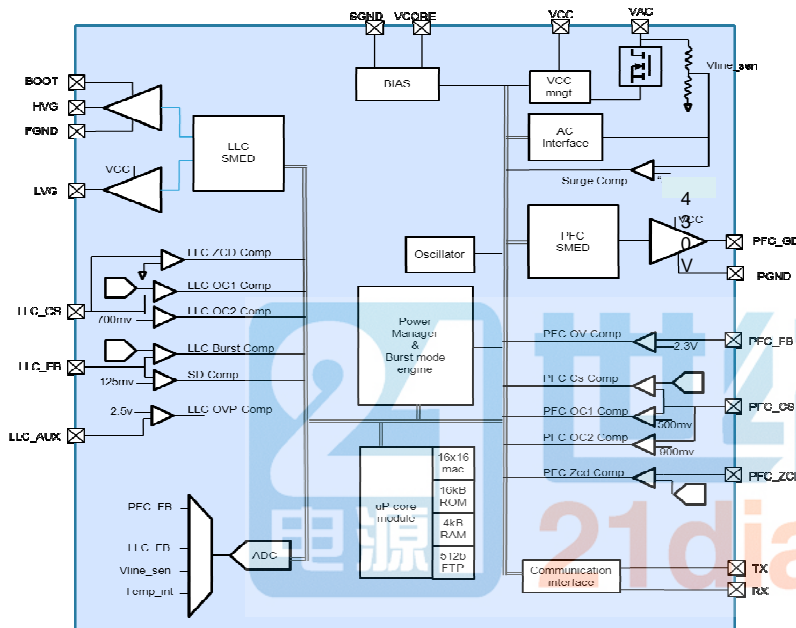 SGND VCORE VCC VAC
BOOT
HVG
PGND
LVG
VCC
LLC
SMED
BIAS
VCC
mngt
Vline_sen
AC
Interface
Surge Comp
4
3
0
V
VCC
PFC
SMED
PFC_GD
PGND
Oscillator
LLC ZCD Comp
LLC OC1 Comp
LLC_CS
LLC OC2 Comp
700mv
LLC Burst Comp
LLC_FB
SD Comp
125mv
2.5v
LLC OVP Comp
LLC_AUX
Power
Manager
&
Burst mode
engine
PFC OV Comp
2.3V
PFC_FB
PFC Cs Comp
PFC_CS
PFC OC1 Comp
500mv
PFC OC2 Comp
900mv
PFC Zcd Comp
PFC_ZC
uP core
module
16x16
mac
16kB
ROM
4kB
RAM
512b
FTP
PFC_FB
LLC_FB
Vline_sen
Temp_int
ADC
Communication
interface
TX
RX
21
世
电源
21dia